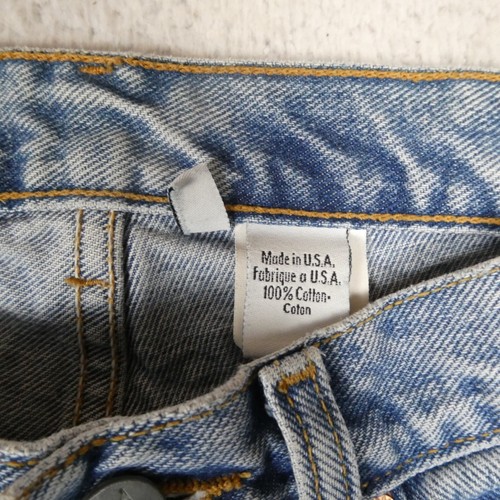 Made in U.S.A.
Fabrique a U.S.A.
100% Cotton-
Coton